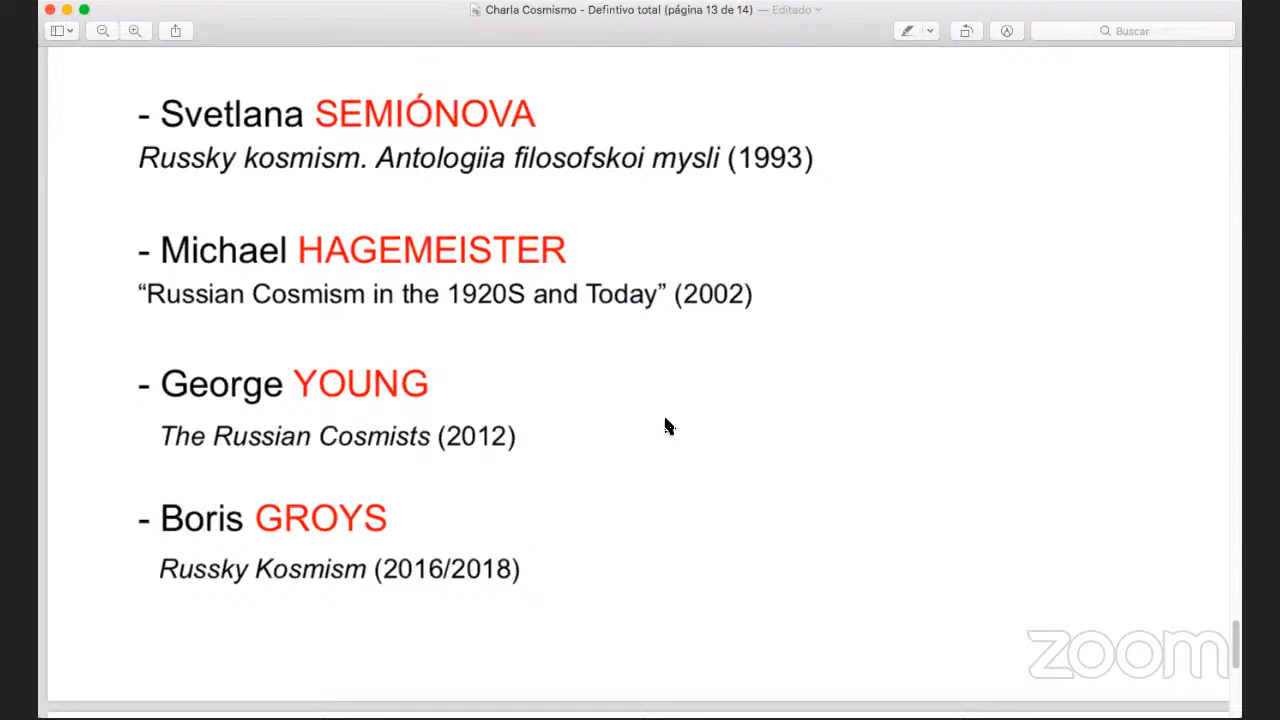 Charla Cosmismo - Defintivo total (página 13 de 14) — Editado
Buscar
- Svetlana SEMIÓNOVA
Russky kosmism. Antologiia filosofskoi mysli (1993)
- Michael HAGEMEISTER
“Russian Cosmism in the 1920S and Today” (2002)
- George YOUNG
The Russian Cosmists (2012)
- Boris GROYS
Russky Kosmism (2016/2018)
zoom